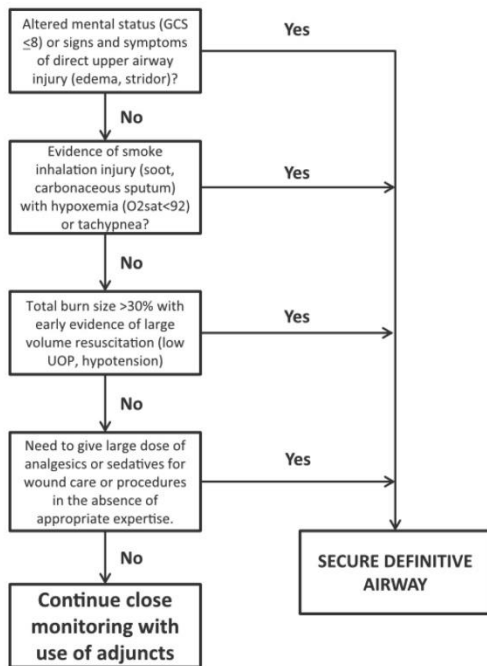 Altered mental status (GCS
≤8) or signs and symptoms
of direct upper airway
injury (edema, stridor)?
Yes
No
Evidence of smoke
inhalation injury (soot,
carbonaceous sputum)
with hypoxemia (O2sat<92)
or tachypnea?
Yes
No
Total burn size >30% with
early evidence of large
volume resuscitation (low
UOP, hypotension)
Yes
No
Need to give large dose of
analgesics or sedatives for
wound care or procedures
in the absence of
appropriate expertise.
Yes
No
SECURE DEFINITIVE
AIRWAY
Continue close
monitoring with
use of adjuncts